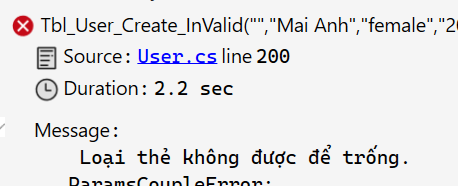 Tbl_User_Create_InValid("","Mai Anh","female","20
Source: User.cs line 200
Duration: 2.2 sec
Message:
Loại thẻ không được để trống.
ParamsCoupleError: